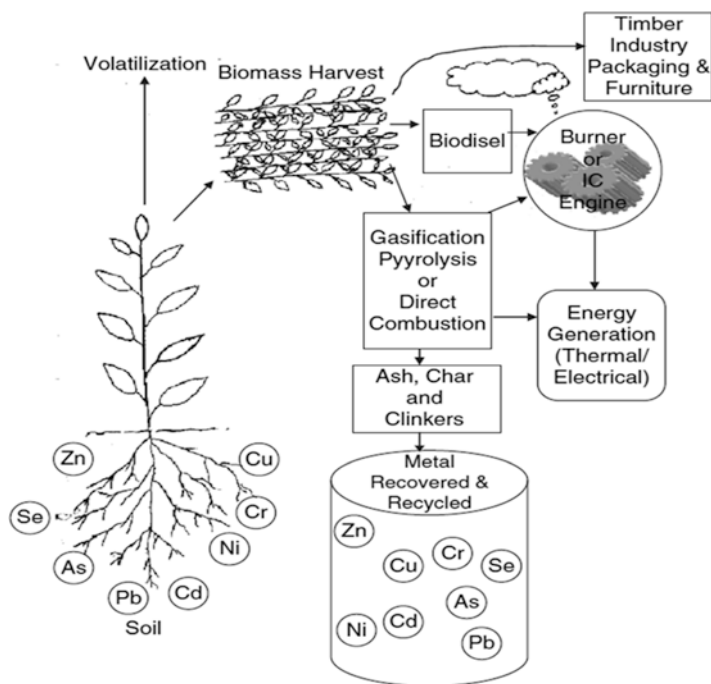 Timber
Industry
Packaging &
Furniture
Volatilization
Biomass Harvest
Biodisel
Burner
or
IC
Engine
Gasification
Pyyrolysis
or
Direct
Combustion
Energy
Generation
(Thermal/
Electrical)
Ash, Char
and
Clinkers
Zn
Cu
Se
Cr
As
Ni
Pb
Cd
Soil
Metal
Recovered &
Recycled
Zn
Cu
Cr
Se
As
Ni
Cd
Pb